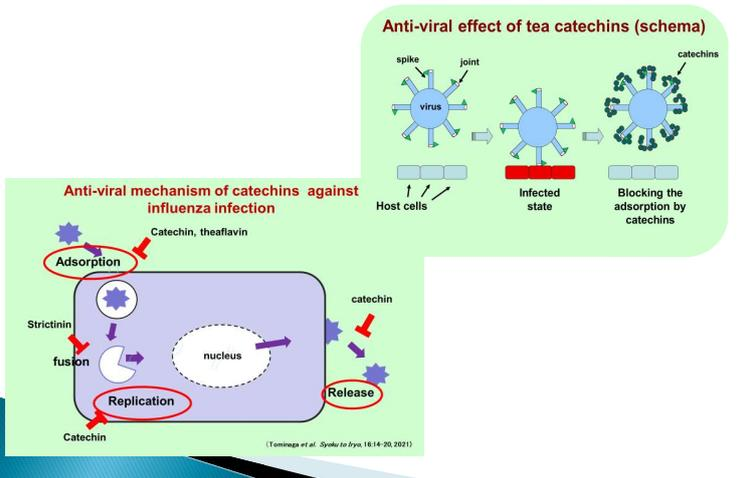 Anti-viral effect of tea catechins (schema)
spike
joint
catechins
virus
Host cells
Infected
state
Blocking the
adsorption by
catechins
Anti-viral mechanism of catechins against
influenza infection
Catechin, theaflavin
Adsorption
catechin
Strictinin
fusion
nucleus
Release
Replication
Catechin
(Tominaga et al. Syoku to Iryo, 16:14-20, 2021)